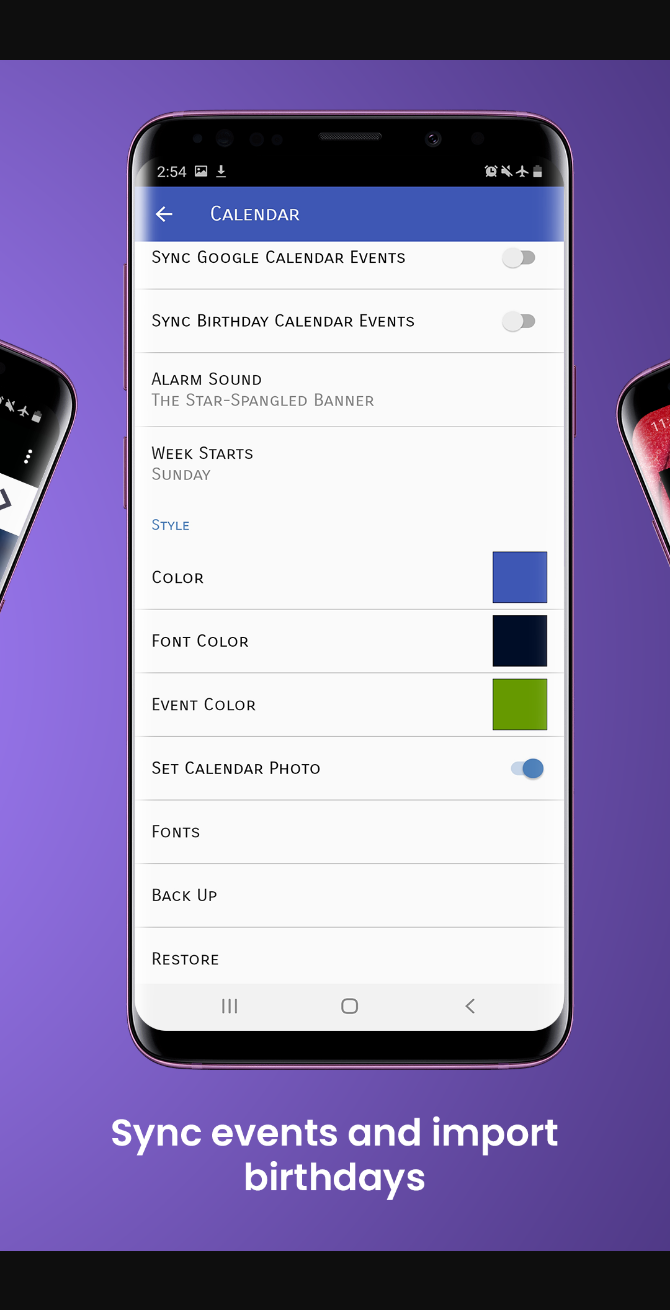 2:54
11
Calendar
Sync Google Calendar Events
Sync Birthday Calendar Events
Alarm Sound
The Star-Spangled Banner
Week Starts
Sunday
Style
Color
Font Color
Event Color
Set Calendar Photo
Fonts
Back Up
Restore
Sync events and import
birthdays